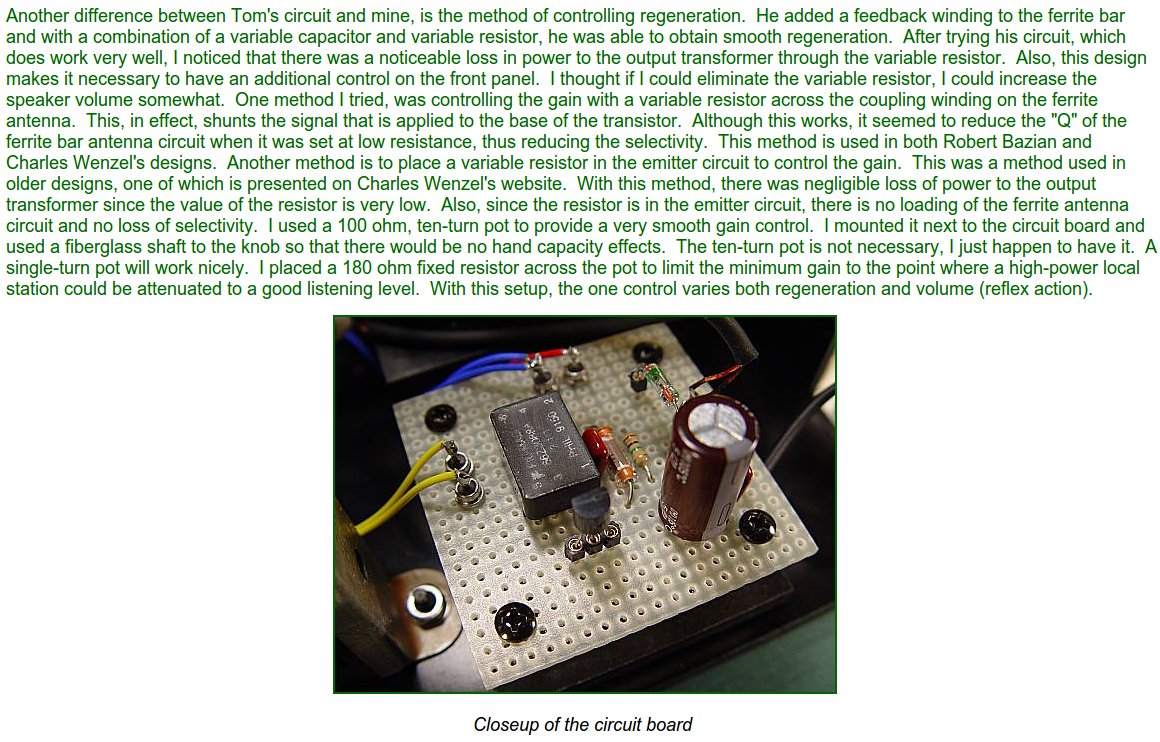 Another difference between Tom's circuit and mine, is the method of controlling regeneration.  He added a feedback winding to the ferrite bar
and with a combination of a variable capacitor and variable resistor, he was able to obtain smooth regeneration.  After trying his circuit, which
does work very well, I noticed that there was a noticeable loss in power to the output transformer through the variable resistor.  Also, this design
makes it necessary to have an additional control on the front panel.  I thought if I could eliminate the variable resistor, I could increase the
speaker volume somewhat.  One method I tried, was controlling the gain with a variable resistor across the coupling winding on the ferrite
antenna.  This, in effect, shunts the signal that is applied to the base of the transistor.  Although this works, it seemed to reduce the "Q" of the
ferrite bar antenna circuit when it was set at low resistance, thus reducing the selectivity.  This method is used in both Robert Bazian and
Charles Wenzel's designs.  Another method is to place a variable resistor in the emitter circuit to control the gain.  This was a method used in
older designs, one of which is presented on Charles Wenzel's website.  With this method, there was negligible loss of power to the output
transformer since the value of the resistor is very low.  Also, since the resistor is in the emitter circuit, there is no loading of the ferrite antenna
circuit and no loss of selectivity.  I used a 100 ohm, ten-turn pot to provide a very smooth gain control.  I mounted it next to the circuit board and
used a fiberglass shaft to the knob so that there would be no hand capacity effects.  The ten-turn pot is not necessary, I just happen to have it.  A
single-turn pot will work nicely.  I placed a 180 ohm fixed resistor across the pot to limit the minimum gain to the point where a high-power local
station could be attenuated to a good listening level.  With this setup, the one control varies both regeneration and volume (reflex action).
9150
Closeup of the circuit board